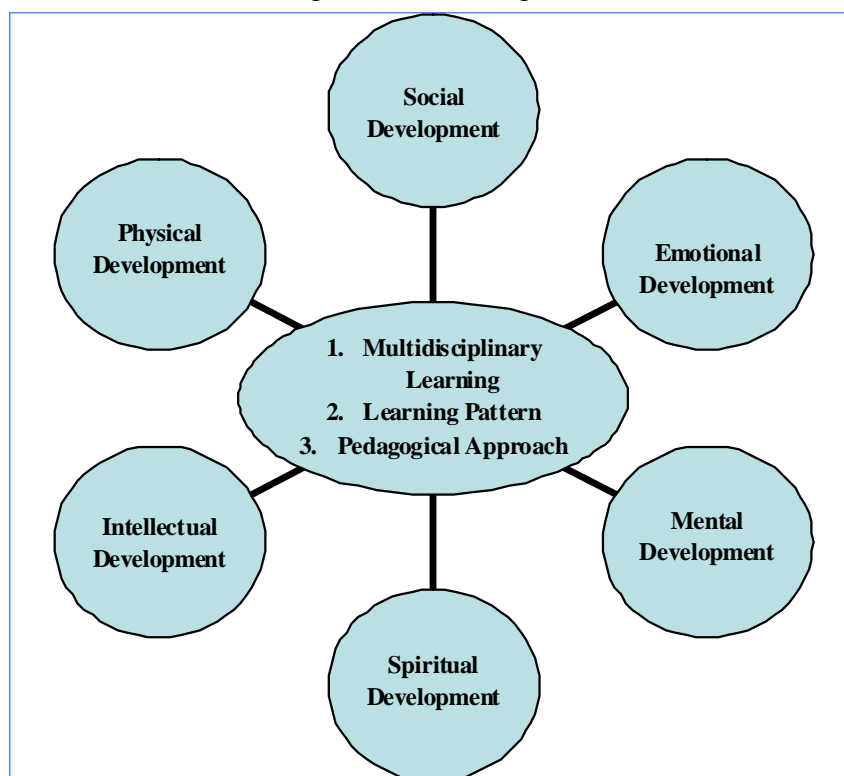 Social
Development
Physical
Development
Emotional
Development
1. Multidisciplinary
Learning
2. Learning Pattern
3. Pedagogical Approach
Intellectual
Development
Mental
Development
Spiritual
Development